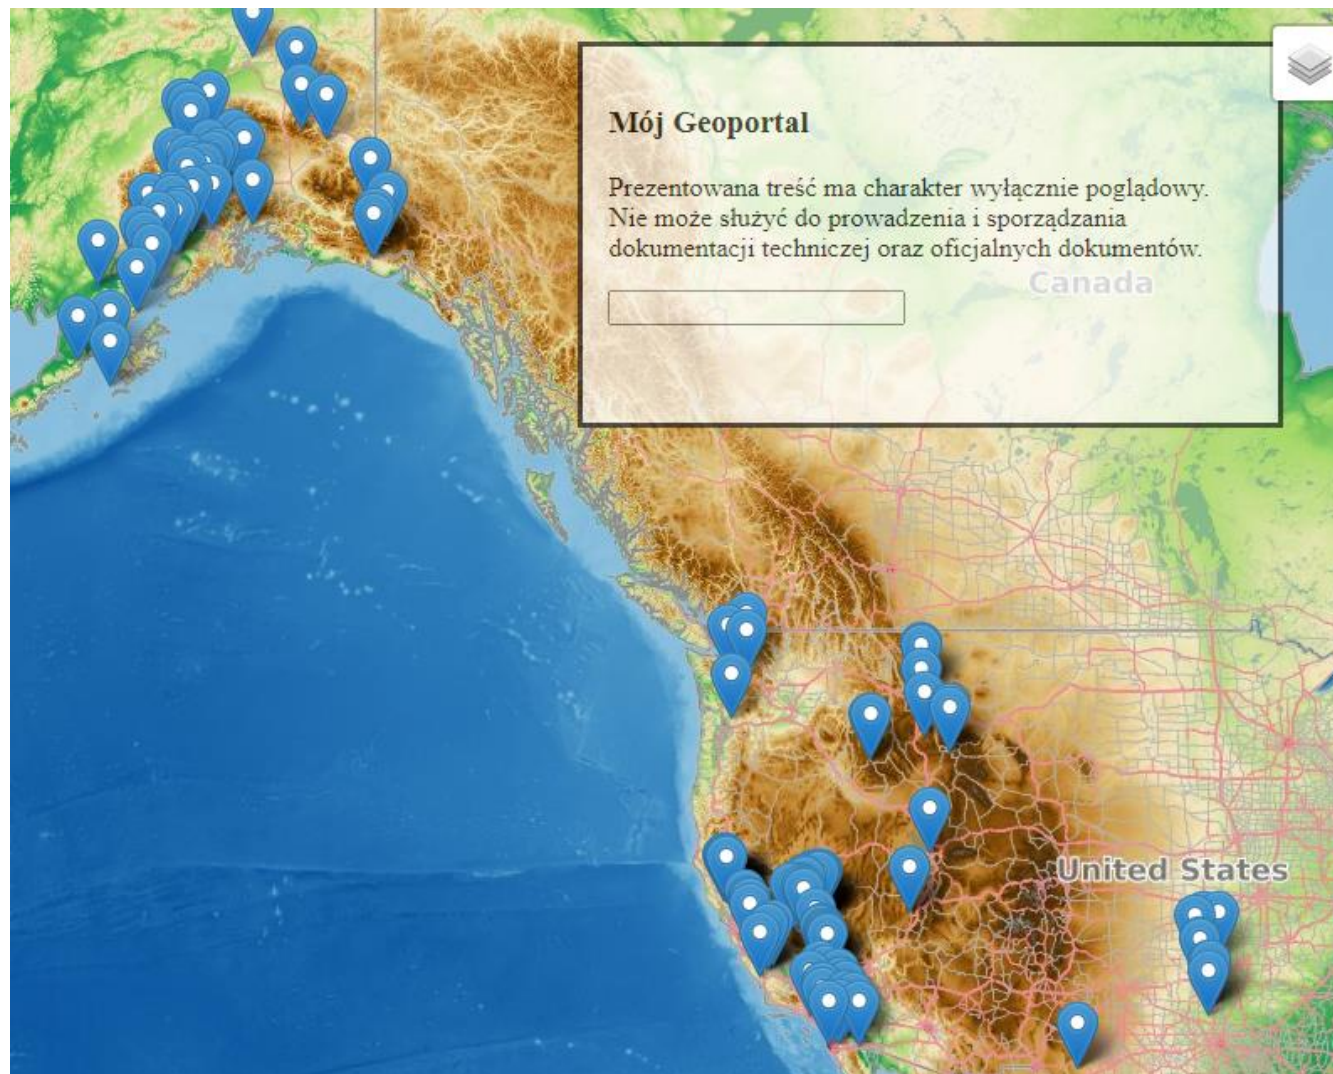 Mój Geoportal
Prezentowana treść ma charakter wyłącznie poglądowy.
Nie może służyć do prowadzenia i sporządzania
dokumentacji techniczej oraz oficjalnych dokumentów.
Canada
United States